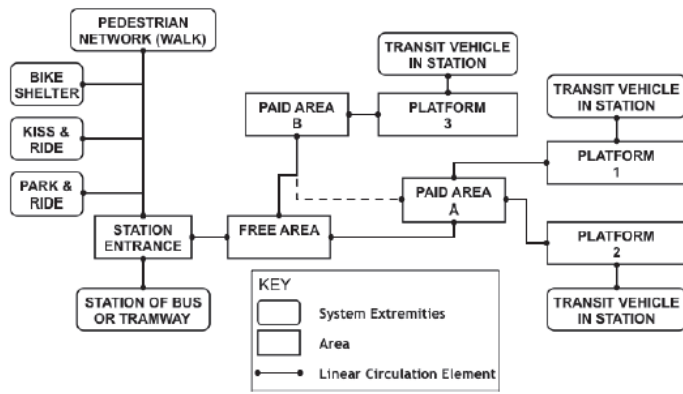 PEDESTRIAN
NETWORK (WALK)
BIKE
SHELTER
KISS &
RIDE
PARK &
RIDE
STATION
ENTRANCE
STATION OF BUS
OR TRAMWAY
FREE AREA
PAID AREA
B
TRANSIT VEHICLE
IN STATION
PLATFORM
3
PAID AREA
A
TRANSIT VEHICLE
IN STATION
PLATFORM
1
PLATFORM
2
TRANSIT VEHICLE
IN STATION
KEY
System Extremities
Area
Linear Circulation Element